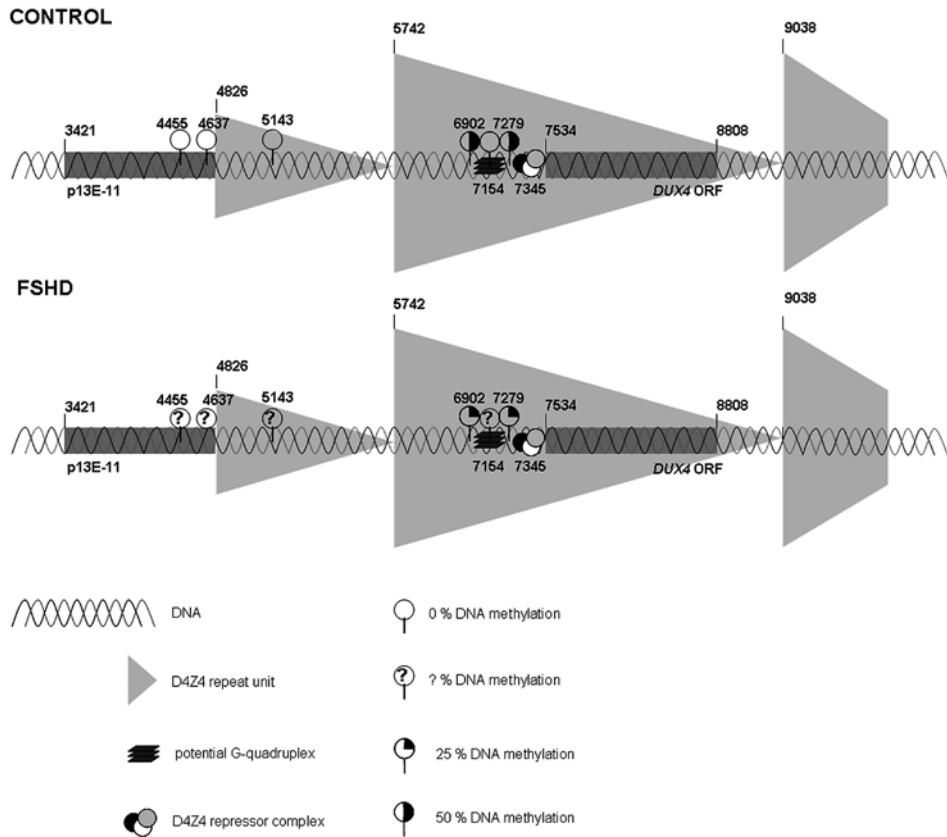 CONTROL
5742
9038
4826
3421
4455
4637
5143
6902
7279
7534
8808
p13E-11
7154
7345
DUX4 ORF
FSHD
5742
9038
4826
3421
4455
4637
5143
6902
7279
7534
8808
?
?
?
?
p13E-11
7154
7345
DUX4 ORF
DNA
0 % DNA methylation
D4Z4 repeat unit
?
? % DNA methylation
potential G-quadruplex
25 % DNA methylation
D4Z4 repressor complex
50 % DNA methylation